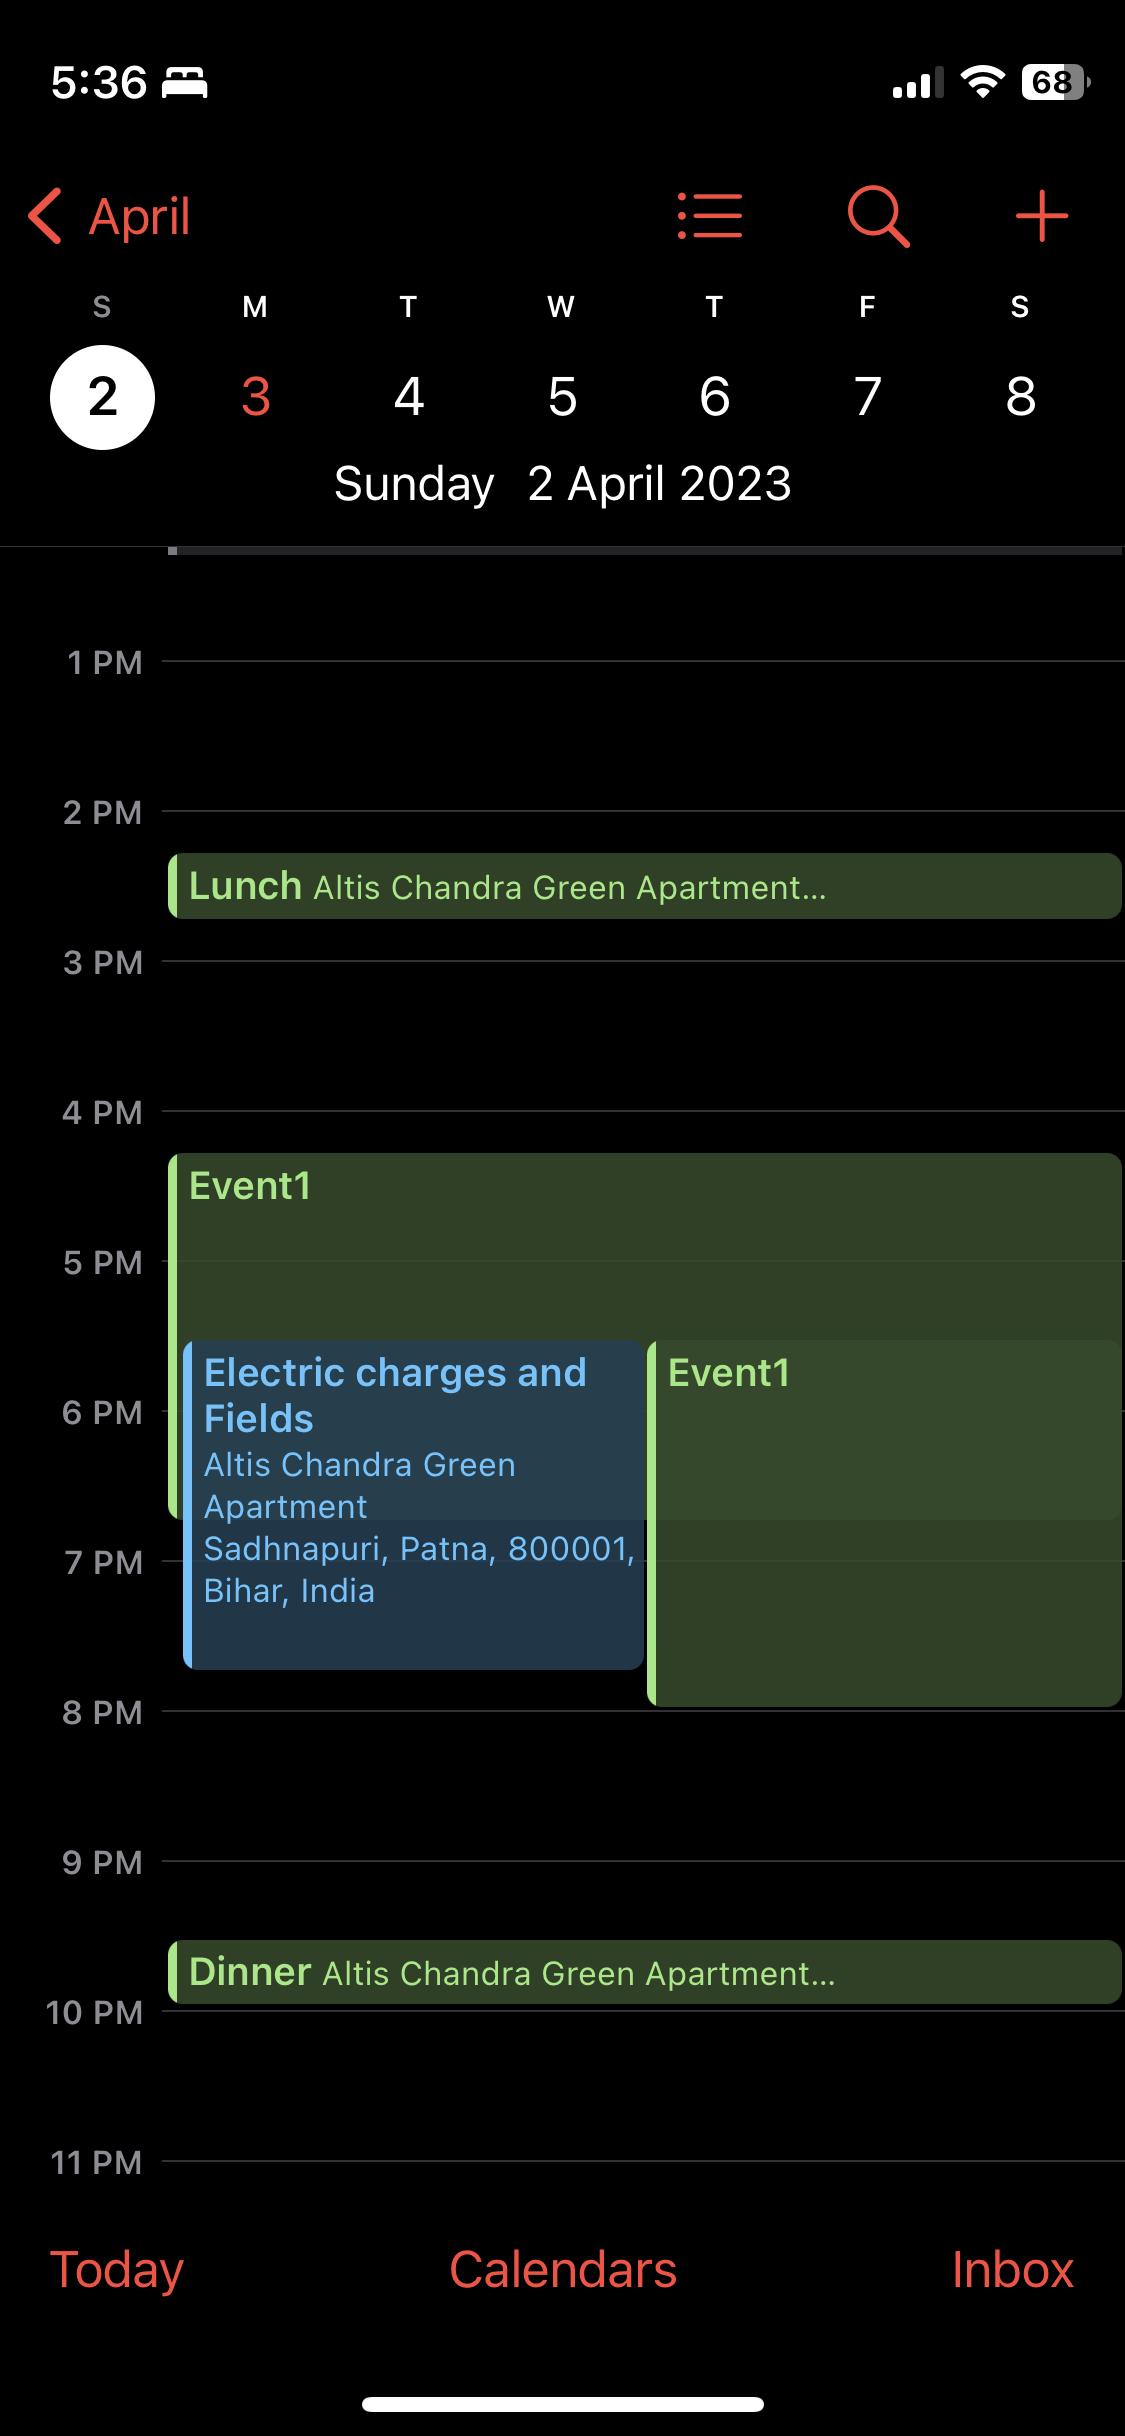 5:36
68
April
S M T W T F S
2 3 4 5 6 7 8
Sunday 2 April 2023
1 PM
2 PM
Lunch Altis Chandra Green Apartment...
3 PM
4 PM
Event1
5 PM
Electric charges and
Fields
Altis Chandra Green
Apartment
Sadhnapuri, Patna, 800001,
Bihar, India
Event1
6 PM
7 PM
8 PM
9 PM
Dinner Altis Chandra Green Apartment...
10 PM
11 PM
Today Calendars Inbox